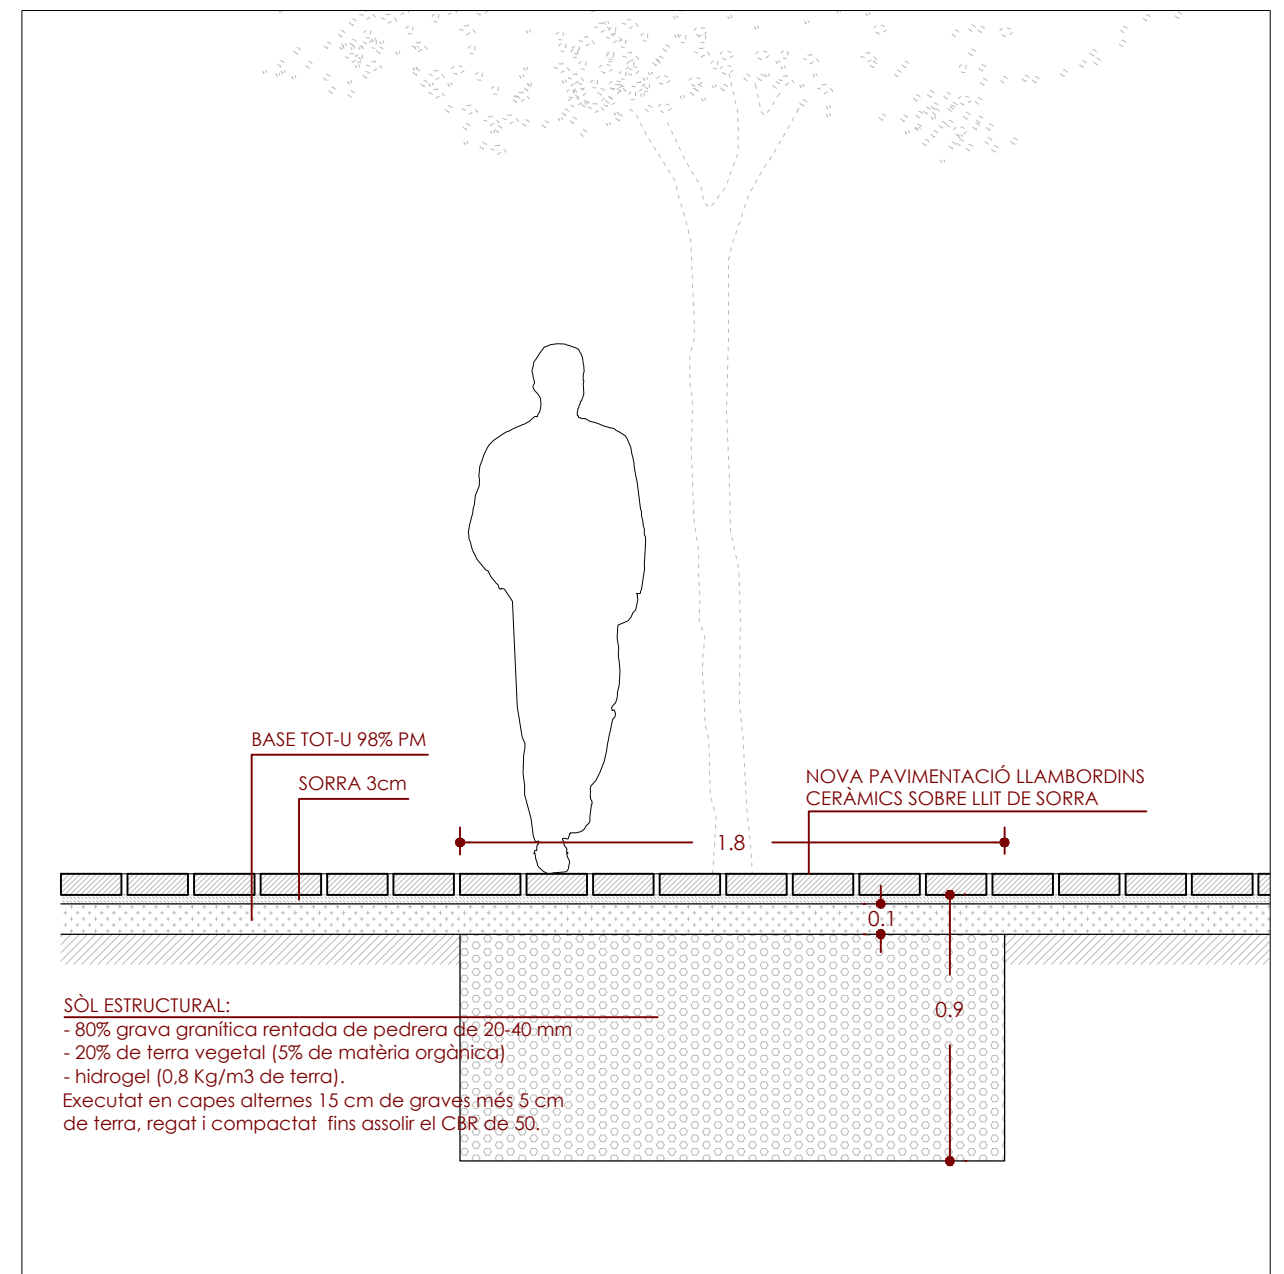 BASE TOT-U 98% PM
SORRA 3cm
NOVA PAVIMENTACIÓ LLAMBORDINS
CERÀMICS SOBRE LLIT DE SORRA
1.8
0.1
0.9
SÒL ESTRUCTURAL:
- 80% grava granítica rentada de pedrera de 20-40 mm
- 20% de terra vegetal (5% de matèria orgànica)
- hidrogel (0,8 Kg/m3 de terra).
Executat en capes alternes 15 cm de graves més 5 cm
de terra, regat i compactat fins assolir el CBR de 50.